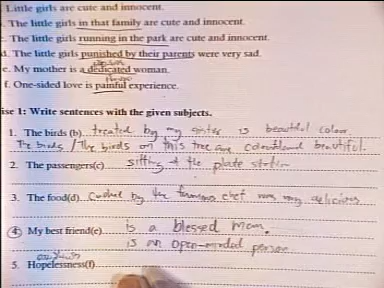 Little girls are cute and innocent.
The little girls in that family are cute and innocent.
The little girls running in the park are cute and innocent.
d. The little girls punished by their parents were very sad.
e. My mother is a dedicated woman.
f. One-sided love is painful experience.
ise 1: Write sentences with the given subjects.
1. The birds (b) treated by my sister is beautiful colour.
The birds / The birds on this tree are colourful and beautiful.
2. The passengers(c) sitting the station
3. The food(d) cooked by the famous chef was very delicious
4 My best friend(e) is a blessed man.
is an open-minded person
5. Hopelessness(f)